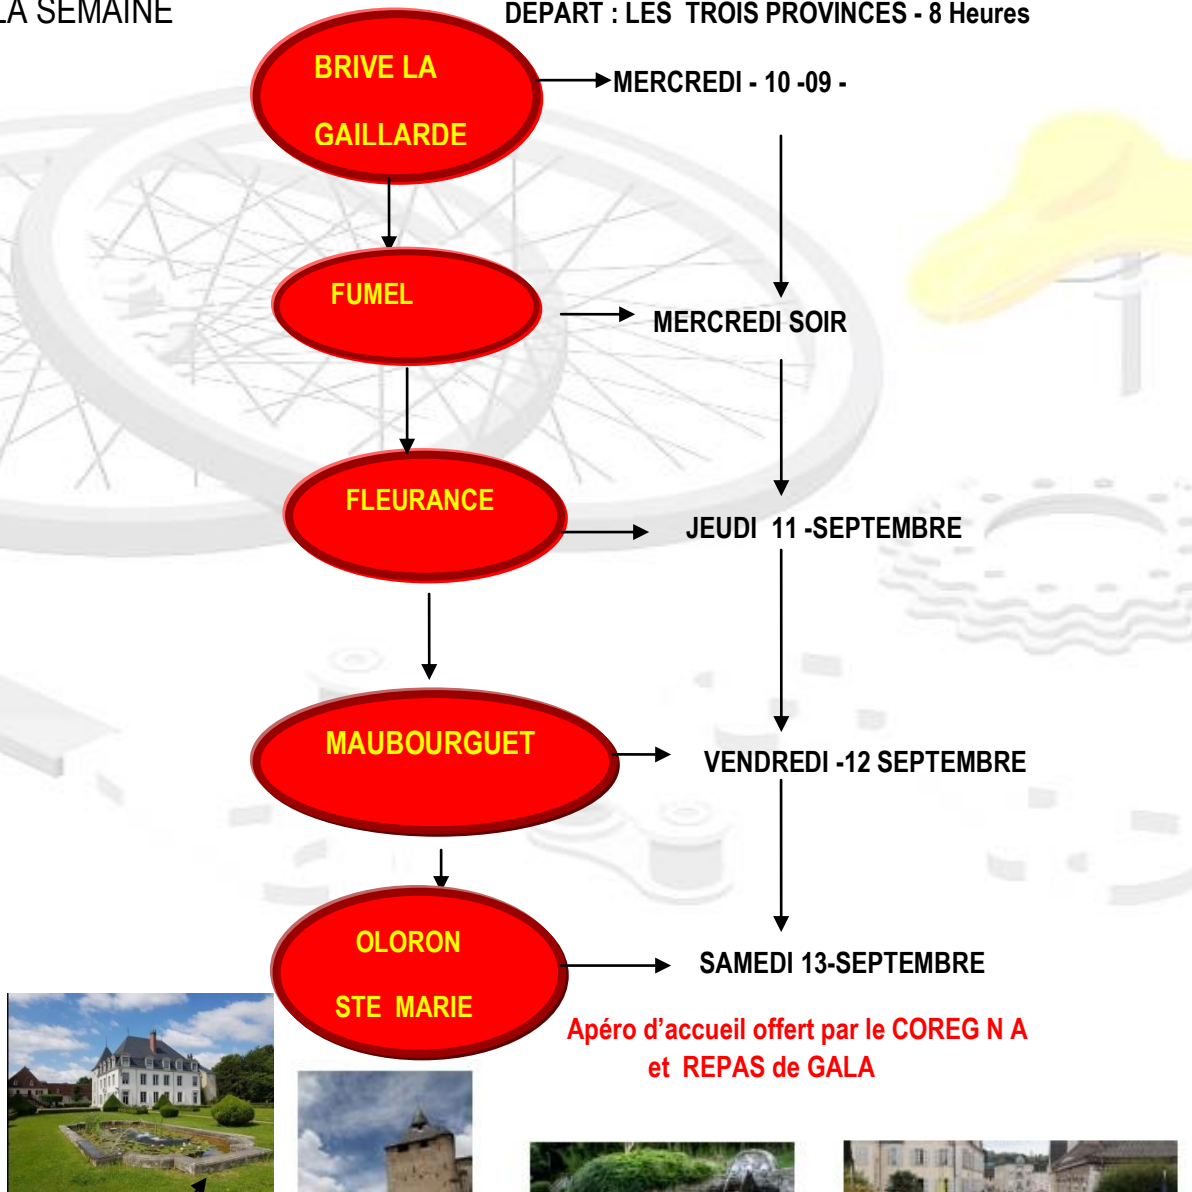 LA SEMAINE
DEPART : LES TROIS PROVINCES - 8 Heures
BRIVE LA
GAILLARDE
MERCREDI - 10 -09 -
FUMEL
MERCREDI SOIR
FLEURANCE
JEUDI 11 -SEPTEMBRE
MAUBOURGUET
VENDREDI -12 SEPTEMBRE
OLORON
STE MARIE
SAMEDI 13-SEPTEMBRE
Apéro d’accueil offert par le COREG N A
et REPAS de GALA